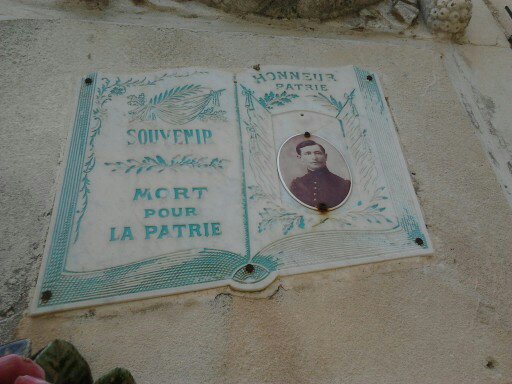 SOUVENIR
MORT
POUR
LA PATRIE
HONNEUR
PATRIE